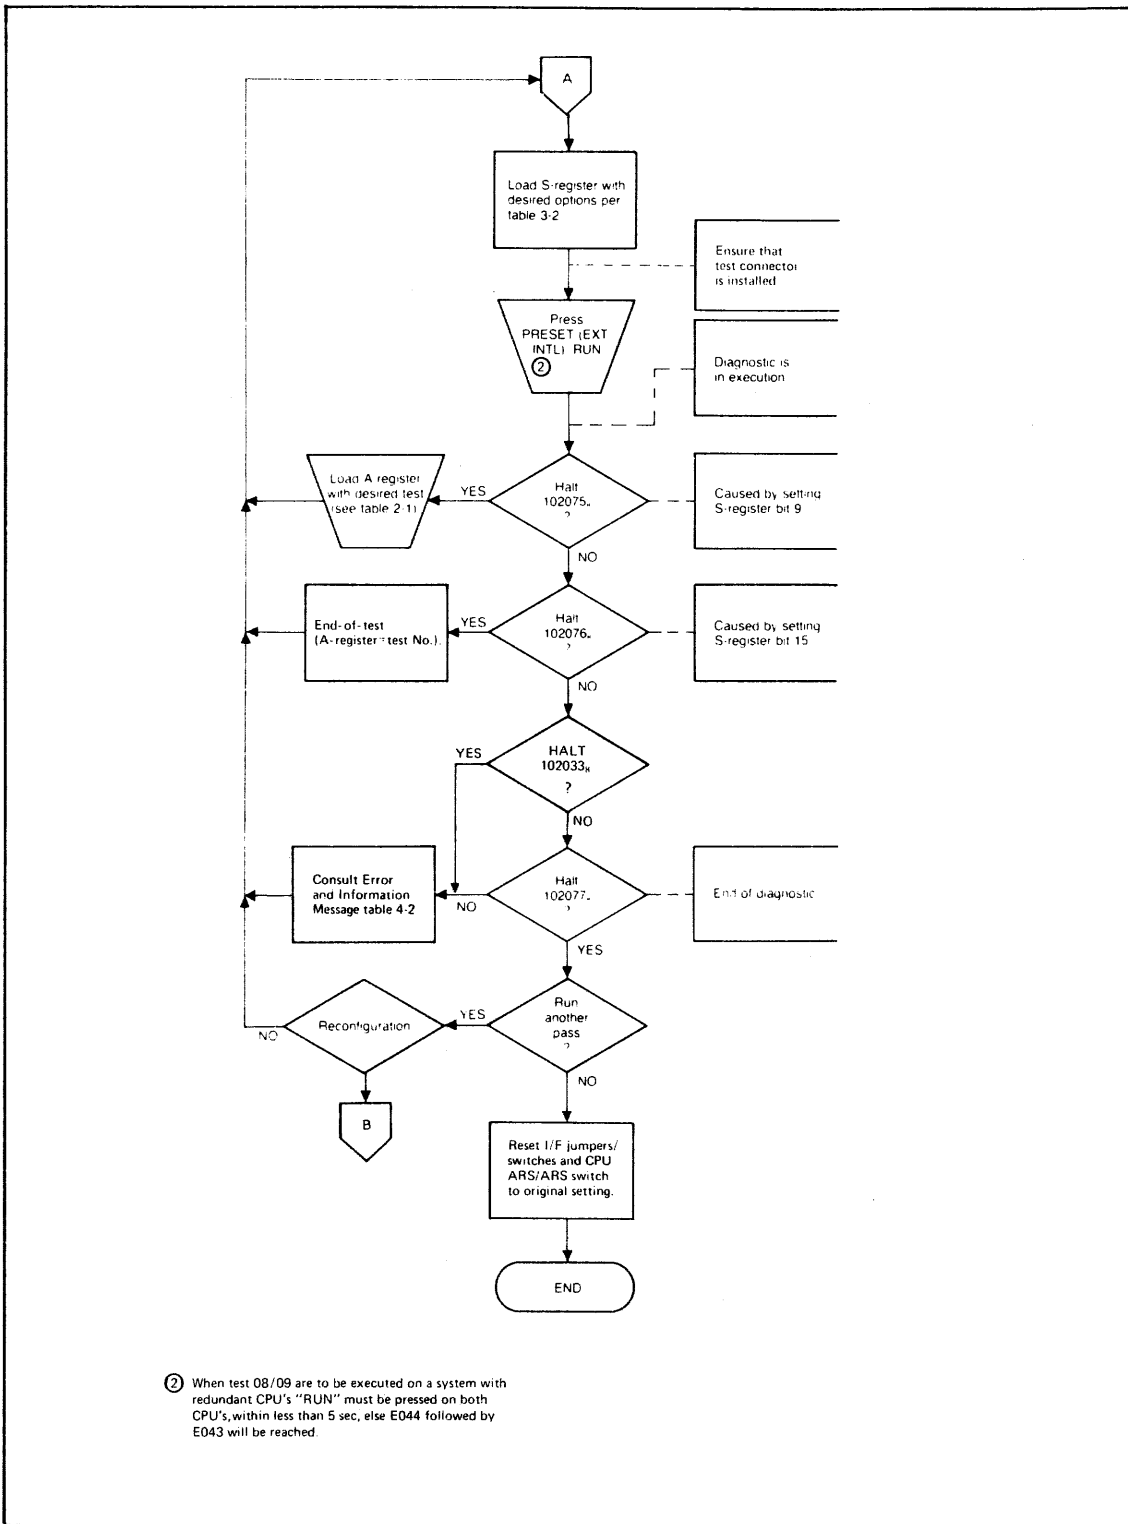 A
Load S-register with
desired options per
table 3-2
Ensure that
test connector
is installed
Press
PRESET (EXT
INTL) RUN
②
Diagnostic is
in execution
Load A register
with desired test
(see table 2-1)
YES
Halt
102075₈
?
Caused by setting
S-register bit 9
NO
End-of-test
(A-register=test No.).
YES
Halt
102076₈
?
Caused by setting
S-register bit 15
NO
YES
HALT
102033₈
?
NO
Consult Error
and Information
Message table 4-2
NO
Halt
102077₈
?
End of diagnostic
YES
NO
Reconfiguration
YES
Run
another
pass
?
NO
B
Reset I/F jumpers/
switches and CPU
ARS/ARS switch
to original setting.
END
② When test 08/09 are to be executed on a system with
redundant CPU's "RUN" must be pressed on both
CPU's, within less than 5 sec, else E044 followed by
E043 will be reached.